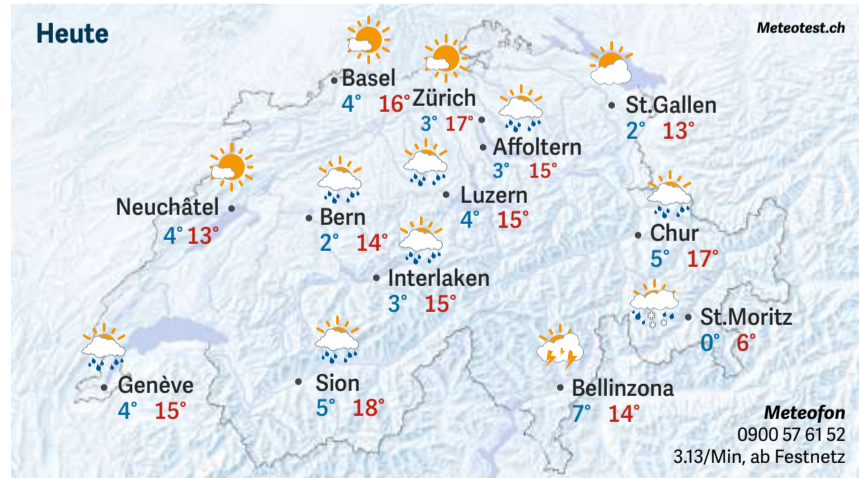 Heute
Meteotest.ch
Basel
4° 16°
Zürich
3° 17°
St.Gallen
2° 13°
Affoltern
3° 15°
Luzern
4° 15°
Neuchâtel
4° 13°
Bern
2° 14°
Chur
5° 17°
Interlaken
3° 15°
St.Moritz
0° 6°
Genève
4° 15°
Sion
5° 18°
Bellinzona
7° 14°
Meteofon
0900 57 61 52
3.13/Min, ab Festnetz